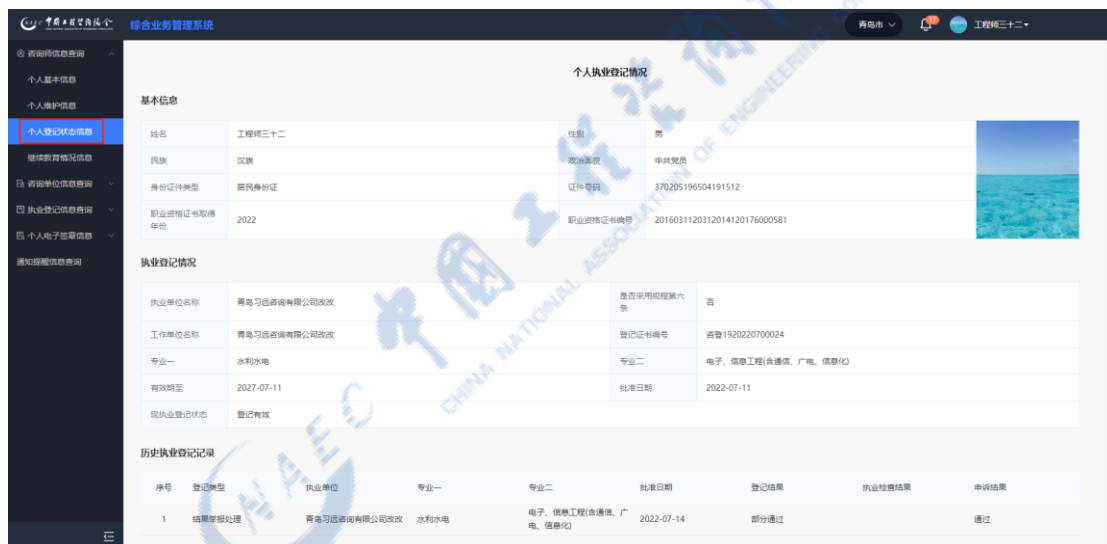 中国工程咨询协会 综合业务管理系统 青岛市 12 工程师三十二
咨询师信息查询
个人基本信息
个人维护信息
个人登记状态信息
继续教育情况信息
咨询单位信息查询
执业登记信息查询
个人电子签章信息
通知提醒信息查询
个人执业登记情况
基本信息
姓名 工程师三十二 性别 男
民族 汉族 政治面貌 中共党员
身份证件类型 居民身份证 证件号码 370205196504191512
职业资格证书取得
年份 2022 职业资格证书编号 2016031120312014120176000581
执业登记情况
执业单位名称 青岛习远咨询有限公司改改 是否采用规程第六
条 否
工作单位名称 青岛习远咨询有限公司改改 登记证书编号 咨登1920220700024
专业一 水利水电 专业二 电子、信息工程(含通信、广电、信息化)
有效期至 2027-07-11 批准日期 2022-07-11
现执业登记状态 登记有效
历史执业登记记录
序号 登记类型 执业单位 专业一 专业二 批准日期 登记结果 执业检查结果 申诉结果
1 结果举报处理 青岛习远咨询有限公司改改 水利水电 电子、信息工程(含通信、广
电、信息化) 2022-07-14 部分通过 通过
中国工程咨询
CHINA NATIONAL ASSOCIATION OF ENGINEERING
CNAEC